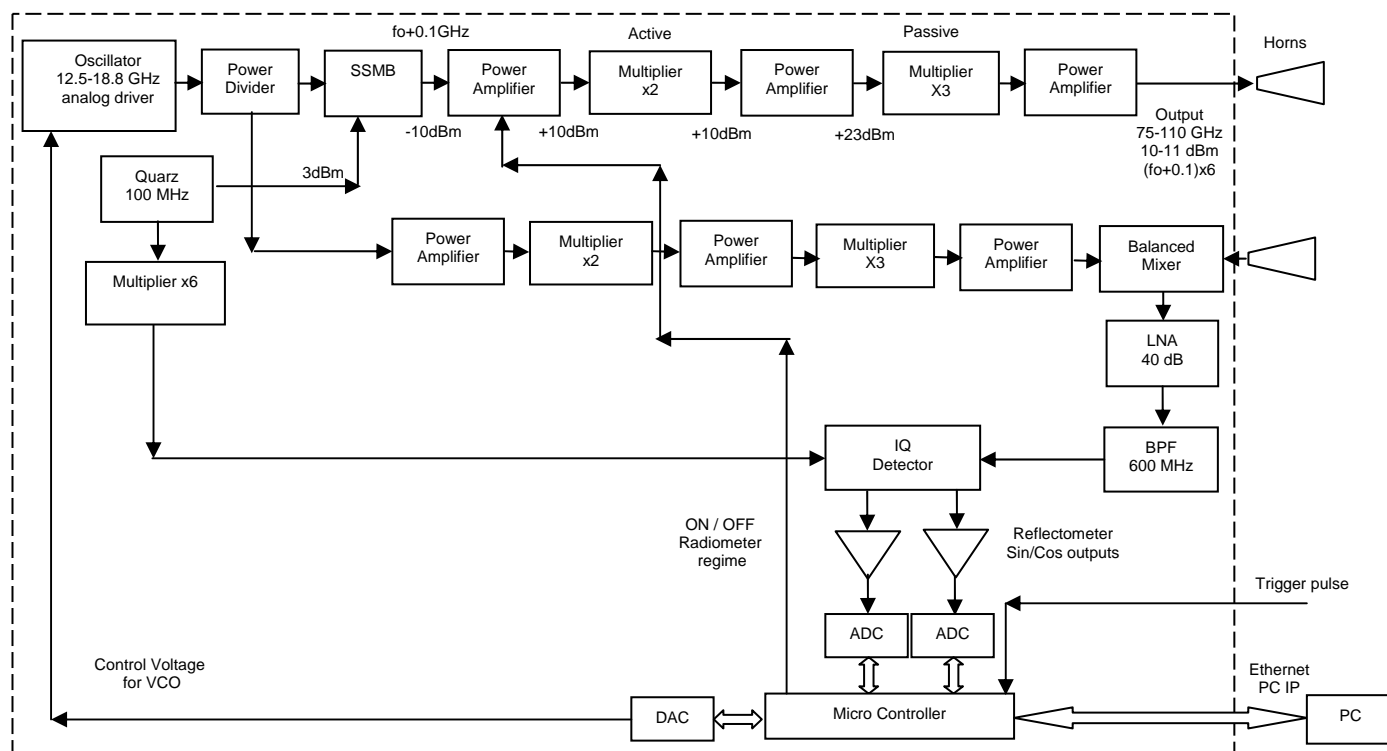 fo+0.1GHz
Active
Passive
Horns
Oscillator
12.5-18.8 GHz
analog driver
Power
Divider
SSMB
Power
Amplifier
Multiplier
x2
Power
Amplifier
Multiplier
X3
Power
Amplifier
-10dBm
+10dBm
+10dBm
+23dBm
Output
75-110 GHz
10-11 dBm
(fo+0.1)x6
Quarz
100 MHz
3dBm
Multiplier x6
Power
Amplifier
Multiplier
x2
Power
Amplifier
Multiplier
X3
Power
Amplifier
Balanced
Mixer
LNA
40 dB
BPF
600 MHz
IQ
Detector
ON / OFF
Radiometer
regime
Reflectometer
Sin/Cos outputs
Trigger pulse
ADC
ADC
Control Voltage
for VCO
Ethernet
PC IP
DAC
Micro Controller
PC